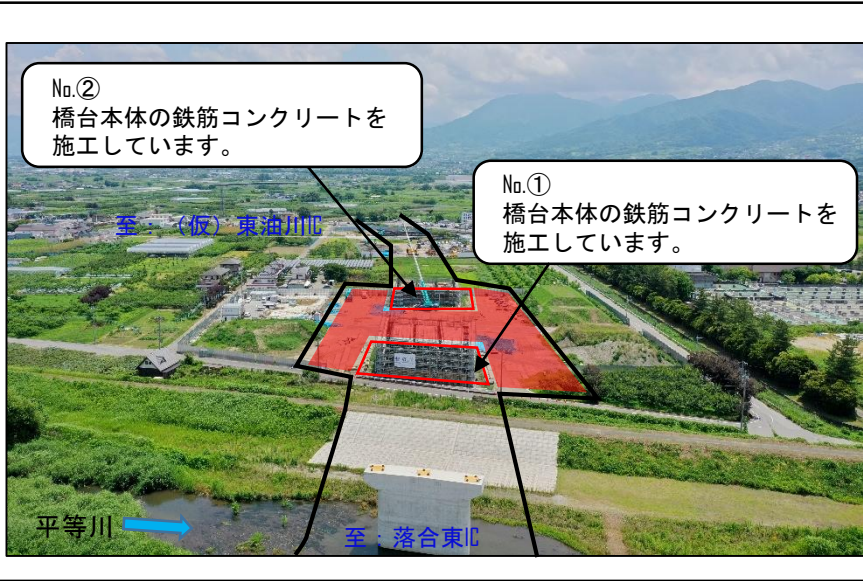 No.②
橋台本体の鉄筋コンクリートを
施工しています。
No.①
橋台本体の鉄筋コンクリートを
施工しています。
至：（仮）東油川IC
平等川
至：落合東IC